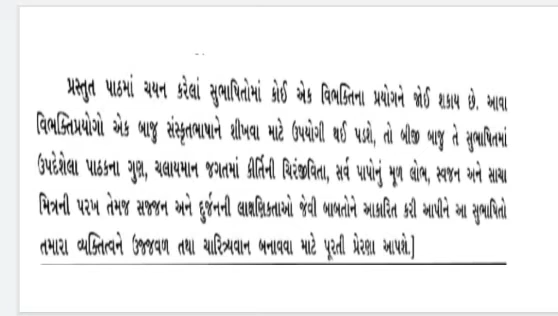 પ્રસ્તુત પાઠમાં ચયન કરેલાં સુભાષિતોમાં કોઈ એક વિભક્તિના પ્રયોગને જોઈ શકાય છે. આવા
વિભક્તિપ્રયોગો એક બાજુ સંસ્કૃતભાષાને શીખવા માટે ઉપયોગી થઈ પડશે, તો બીજી બાજુ તે સુભાષિતમાં
ઉપદેશેલા પાઠકના ગુણ, ચલાયમાન જગતમાં કીર્તિની ચિરંજીવિતા, સર્વ પાપોનું મૂળ લોભ, સ્વજન અને સાચા
મિત્રની પરખ તેમજ સજ્જન અને દુર્જનની લાક્ષણિકતાઓ જેવી બાબતોને આકારિત કરી આપીને આ સુભાષિતો
તમારા વ્યક્તિત્વને ઉજ્જવળ તથા ચારિત્ર્યવાન બનાવવા માટે પૂરતી પ્રેરણા આપશે.]